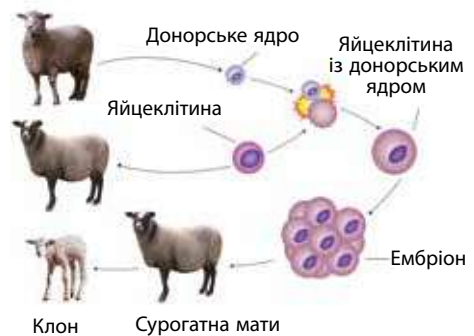 Донорське ядро
Яйцеклітина
із донорським
ядром
Яйцеклітина
Ембріон
Клон
Сурогатна мати